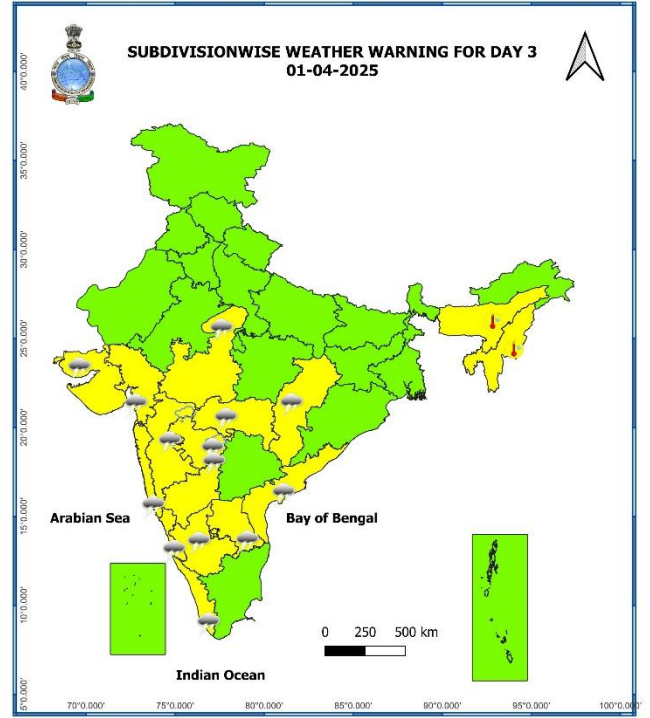 SUBDIVISIONWISE WEATHER WARNING FOR DAY 3
01-04-2025
40°0.000'
35°0.000'
30°0.000'
25°0.000'
20°0.000'
15°0.000'
10°0.000'
5°0.000'
Arabian Sea
Bay of Bengal
0 250 500 km
Indian Ocean
70°0.000' 75°0.000' 80°0.000' 85°0.000' 90°0.000' 95°0.000' 100°0.000'